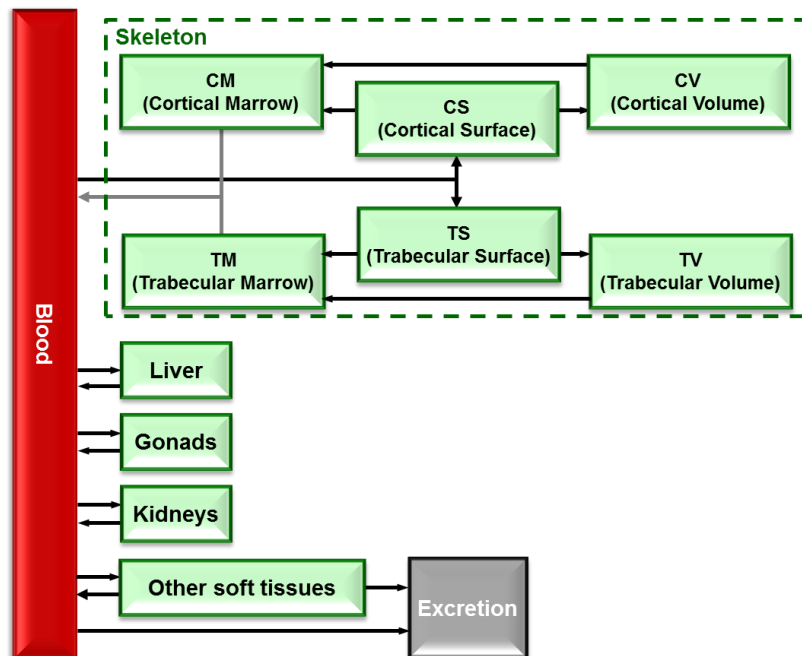 Skeleton
CM
(Cortical Marrow)
CS
(Cortical Surface)
CV
(Cortical Volume)
TM
(Trabecular Marrow)
TS
(Trabecular Surface)
TV
(Trabecular Volume)
Blood
Liver
Gonads
Kidneys
Other soft tissues
Excretion